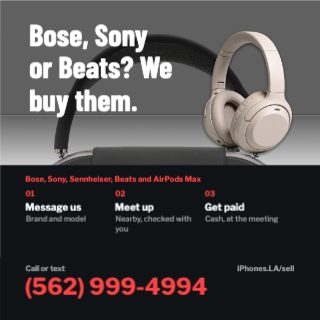 Bose, Sony
or Beats? We
buy them.
Bose, Sony, Sennheiser, Beats and AirPods Max
01
Message us
Brand and model
02
Meet up
Nearby, checked with
you
03
Get paid
Cash, at the meeting
Call or text
(562) 999-4994
iPhones.LA/sell